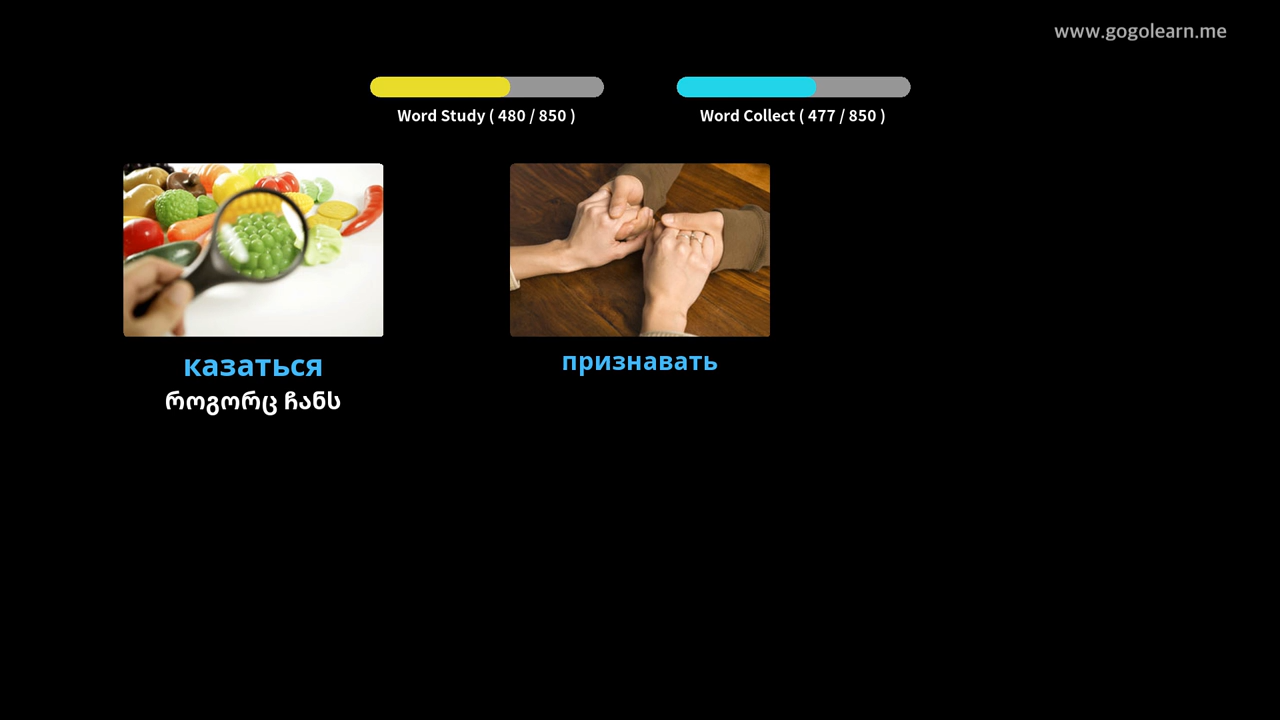 www.gogolearn.me
Word Study ( 480 / 850 )
Word Collect ( 477 / 850 )
казаться
როგორც ჩანს
признавать